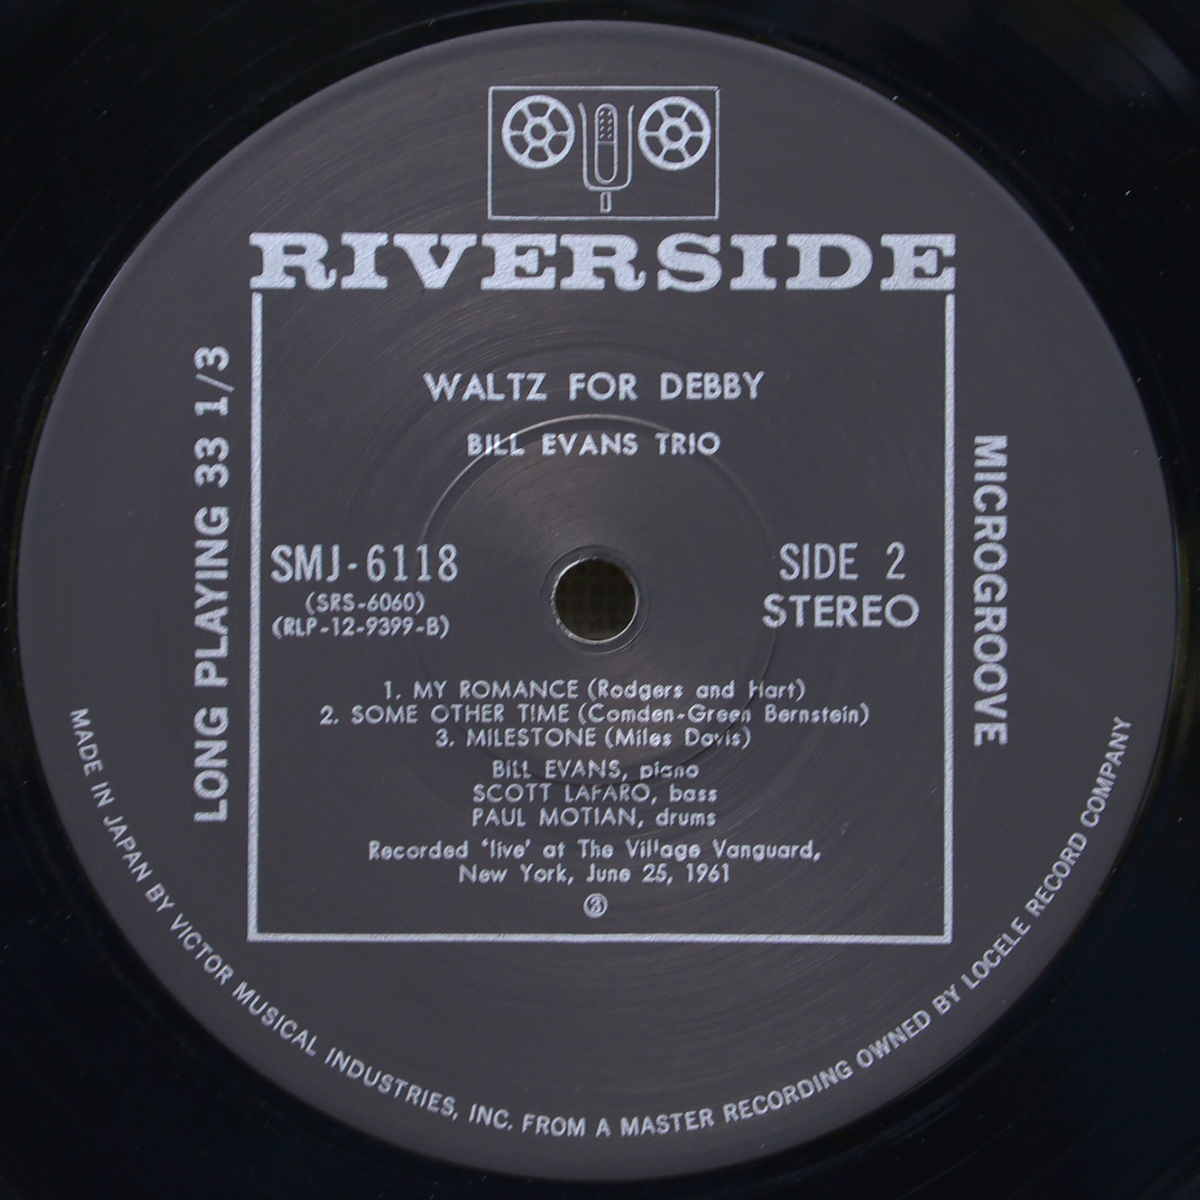 RIVERSIDE
WALTZ FOR DEBBY
BILL EVANS TRIO
LONG PLAYING 33 1/3
MICROGROOVE
SMJ-6118
(SRS-6060)
(RLP-12-9399-B)
SIDE 2
STEREO
1. MY ROMANCE (Rodgers and Hart)
2. SOME OTHER TIME (Comden-Green Bernstein)
3. MILESTONE (Miles Davis)
BILL EVANS, piano
SCOTT LAFARO, bass
PAUL MOTIAN, drums
Recorded 'live' at The Village Vanguard,
New York, June 25, 1961
③
MADE IN JAPAN BY VICTOR MUSICAL INDUSTRIES, INC. FROM A MASTER RECORDING OWNED BY LOCELE RECORD COMPANY